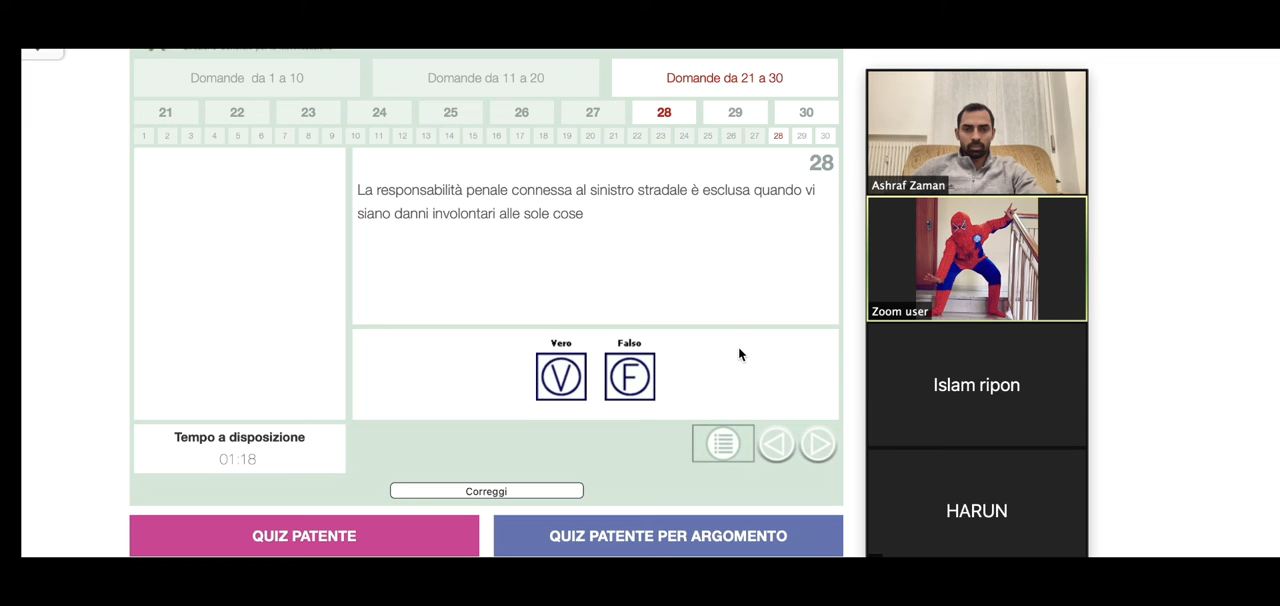 Domande da 1 a 10
Domande da 11 a 20
Domande da 21 a 30
21 22 23 24 25 26 27 28 29 30
1 2 3 4 5 6 7 8 9 10 11 12 13 14 15 16 17 18 19 20 21 22 23 24 25 26 27 28 29 30
28
La responsabilità penale connessa al sinistro stradale è esclusa quando vi
siano danni involontari alle sole cose
Vero Falso
V F
Tempo a disposizione
01:18
Correggi
QUIZ PATENTE
QUIZ PATENTE PER ARGOMENTO
Ashraf Zaman
Zoom user
Islam ripon
HARUN